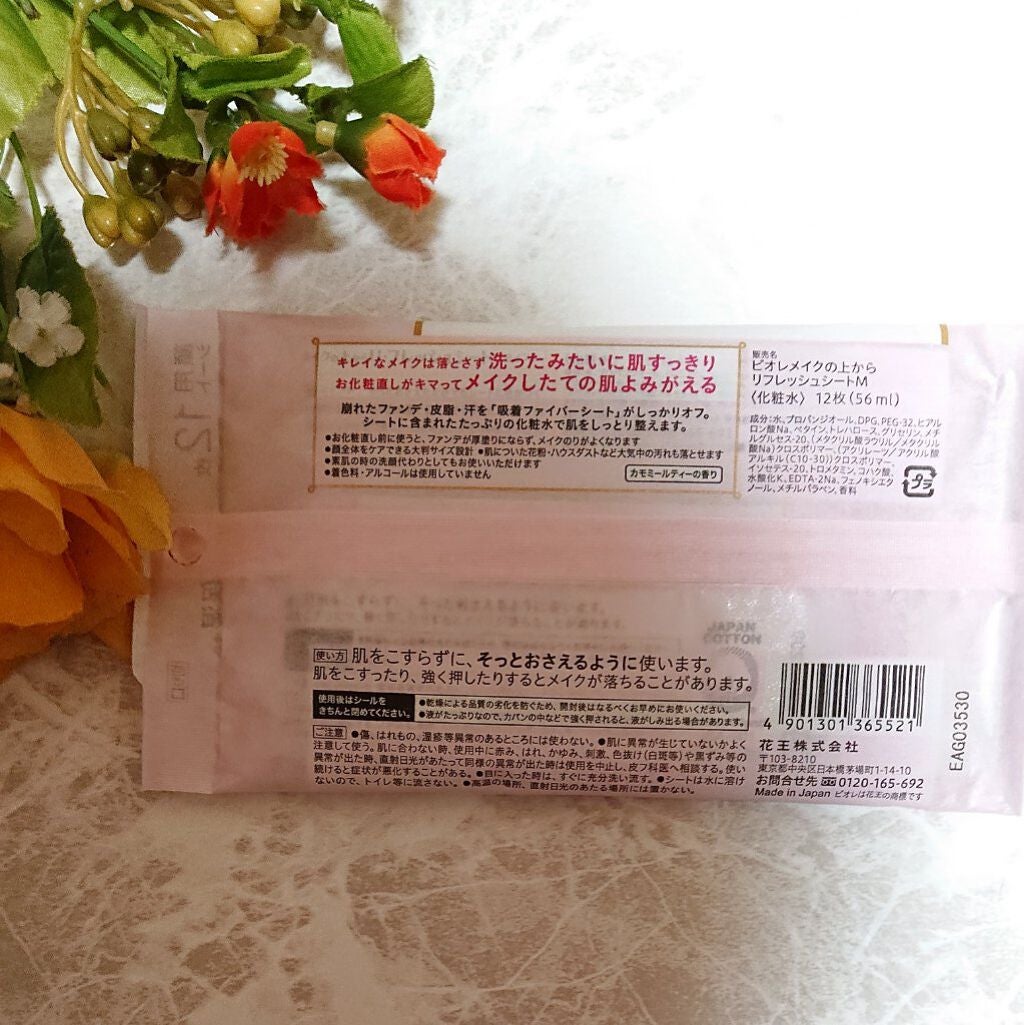 キレイなメイクは落とさず洗ったみたいに肌すっきり
お化粧直しがキマってメイクしたての肌よみがえる
崩れたファンデ・皮脂・汗を「吸着ファイバーシート」がしっかりオフ。
シートに含まれたたっぷりの化粧水で肌をしっとり整えます。
●お化粧直し前に使うと、ファンデが厚塗りにならず、メイクのりがよくなります
●顔全体をケアできる大判サイズ設計 ●肌についた花粉・ハウスダストなど大気中の汚れも落とせます
●素肌の時の洗顔代わりとしてもお使いいただけます
●着色料・アルコールは使用していません
カモミールティーの香り
販売名
ビオレメイクの上から
リフレッシュシートM
〈化粧水〉 12枚(56ml)
成分:水、プロパンジオール、DPG、PEG-32、ヒアル
ロン酸Na、ベタイン、トレハロース、グリセリン、メチ
ルグルセス-20、(メタクリル酸ラウリル/メタクリル
酸Na)クロスポリマー、(アクリレーツ/アクリル酸
アルキル(C10-30))クロスポリマー、
イソセテス-20、トロメタミン、コハク酸、
水酸化K、EDTA-2Na、フェノキシエタ
ノール、メチルパラベン、香料
プラ
JAPAN
COTTON
使い方 肌をこすらずに、そっとおさえるように使います。
肌をこすったり、強く押したりするとメイクが落ちることがあります。
使用後はシールを
きちんと閉めてください。
●乾燥による品質の劣化を防ぐため、開封後はなるべくお早めにお使いください。
●液がたっぷりなので、カバンの中などで強く押されると、液がしみ出る場合があります。
ご注意 ●傷、はれもの、湿疹等異常のあるところには使わない。●肌に異常が生じていないかよく
注意して使う。肌に合わない時、使用中に赤み、はれ、かゆみ、刺激、色抜け(白斑等)や黒ずみ等の
異常が出た時、直射日光があたって同様の異常が出た時は使用を中止し、皮フ科医へ相談する。使い
続けると症状が悪化することがある。●目に入った時は、すぐに充分洗い流す。●シートは水に溶け
ないので、トイレ等に流さない。●高温の場所、直射日光のあたる場所には置かない。
4 901301 365521
花王株式会社
〒103-8210
東京都中央区日本橋茅場町1-14-10
お問合せ先 0120-165-692
Made in Japan ビオレは花王の商標です
EAG03530